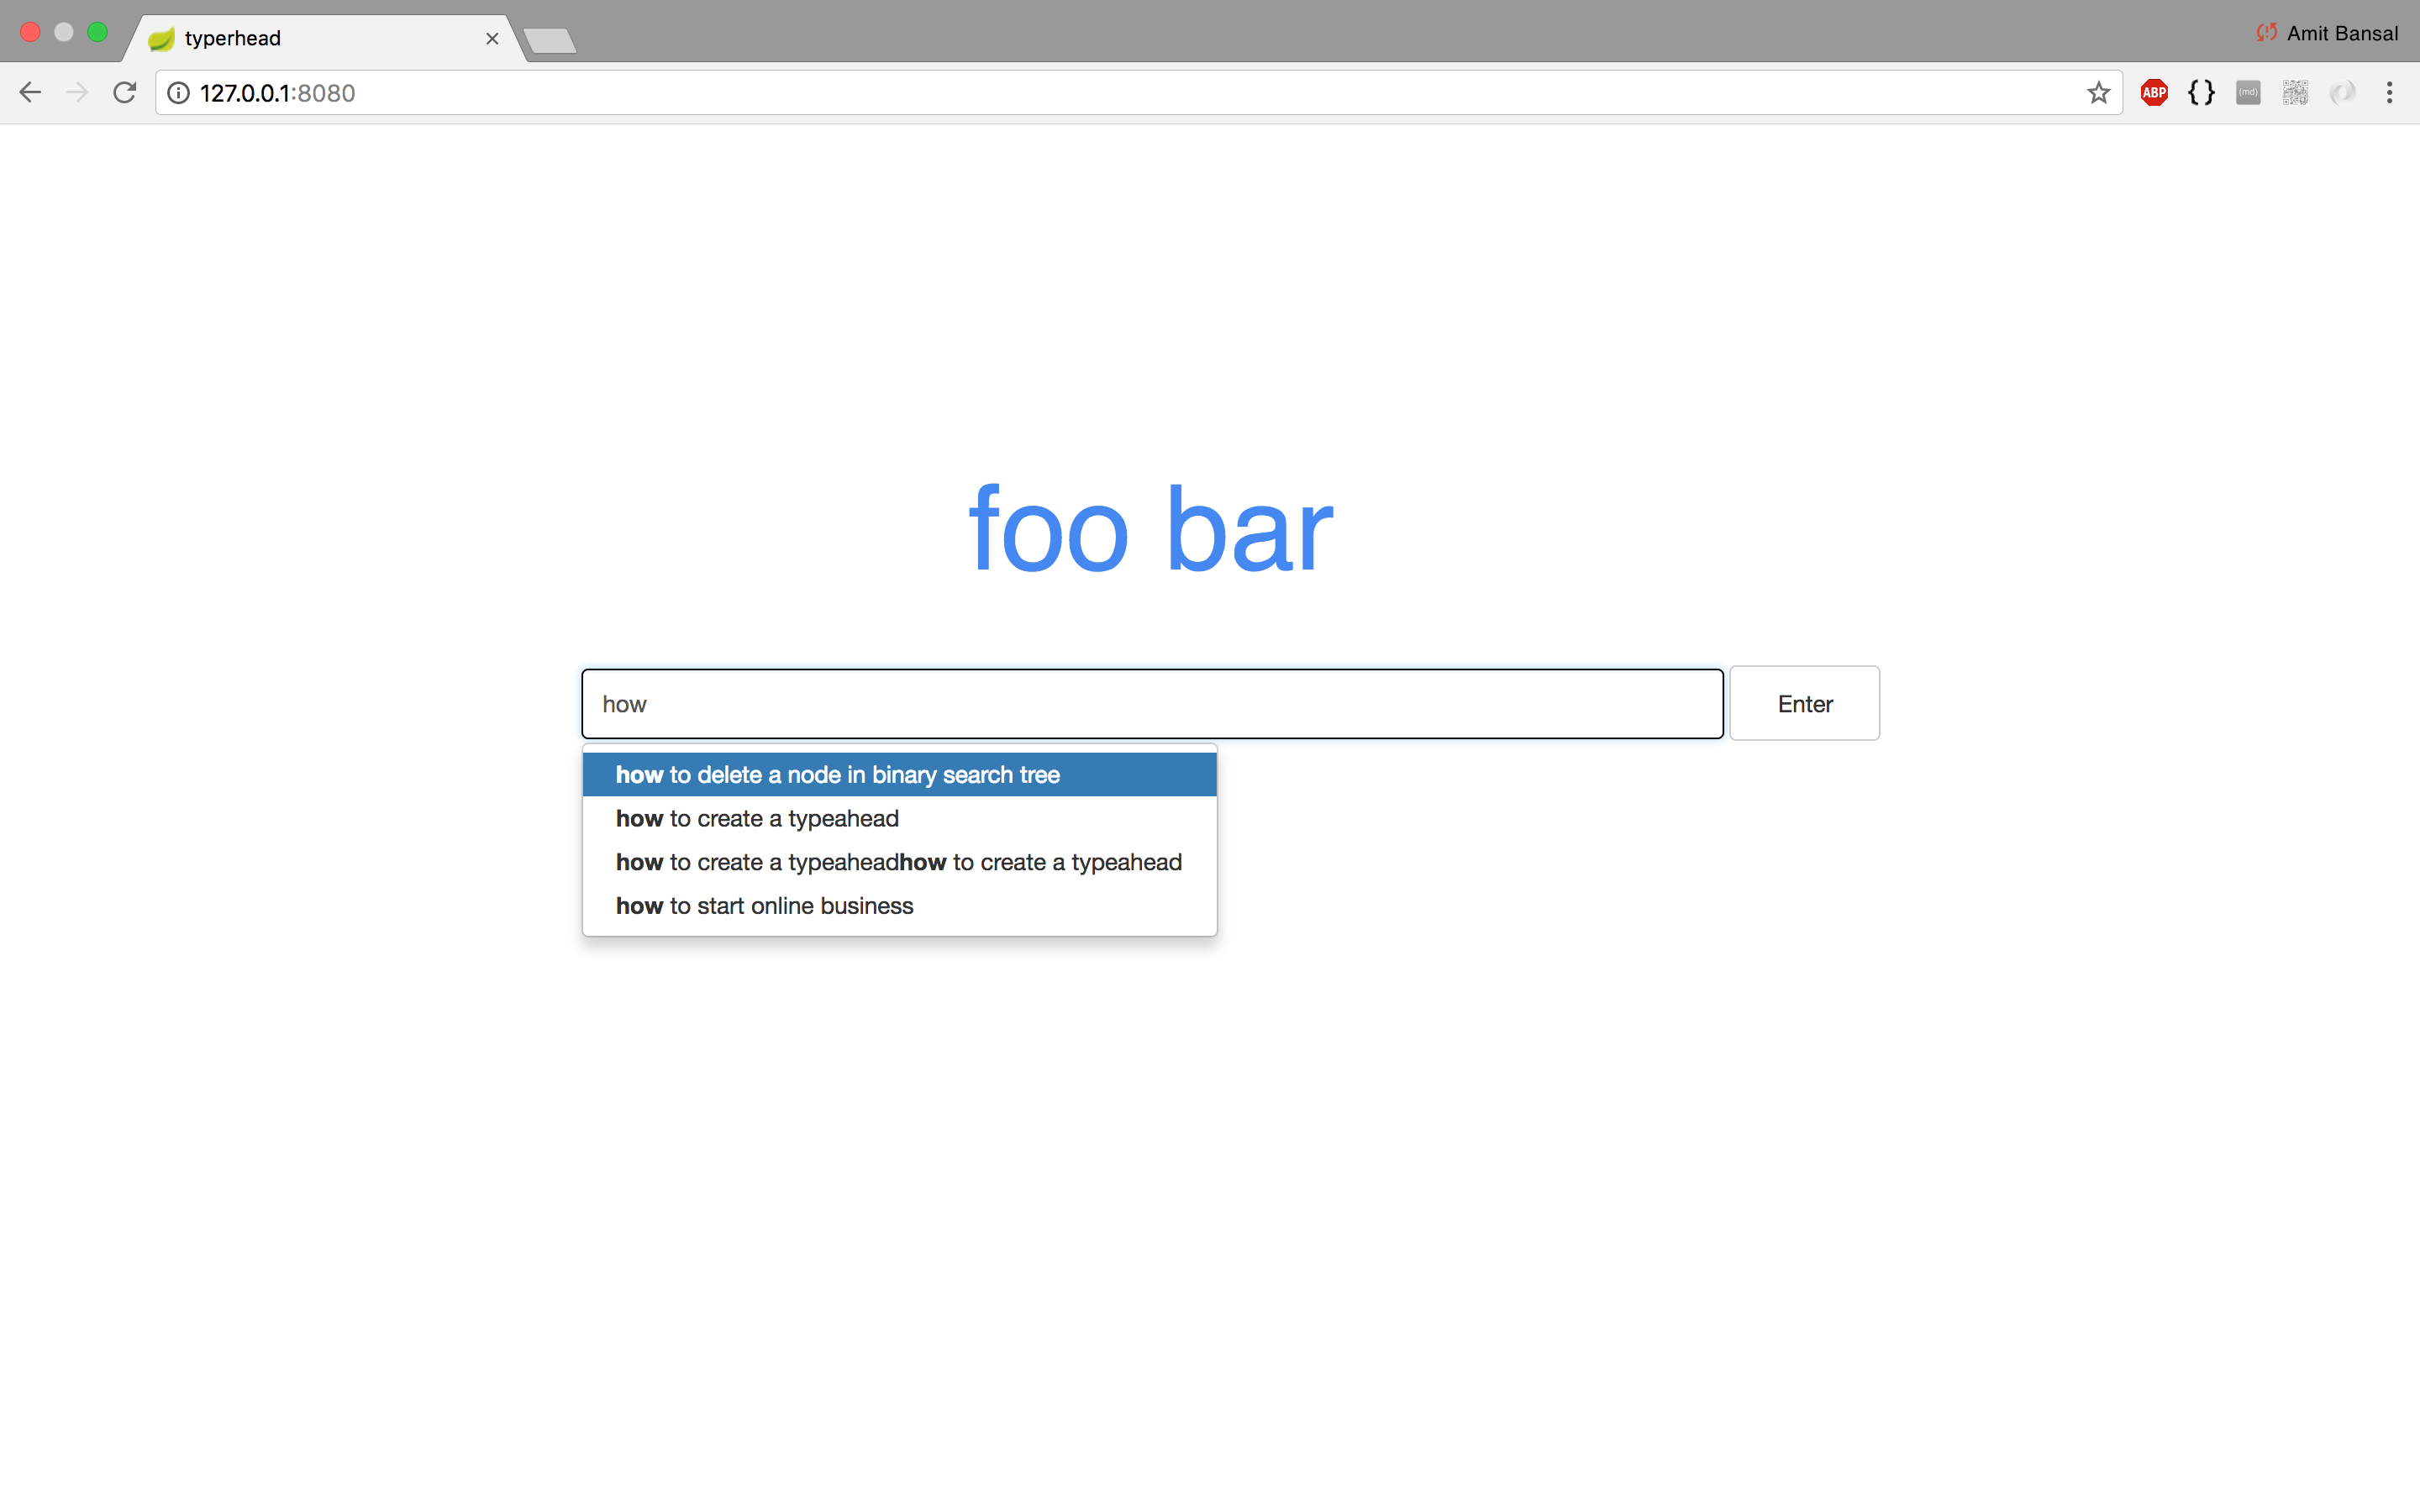 typerhead
Amit Bansal
127.0.0.1:8080
ABP
{}
(md)
foo bar
how
Enter
how to delete a node in binary search tree
how to create a typeahead
how to create a typeaheadhow to create a typeahead
how to start online business